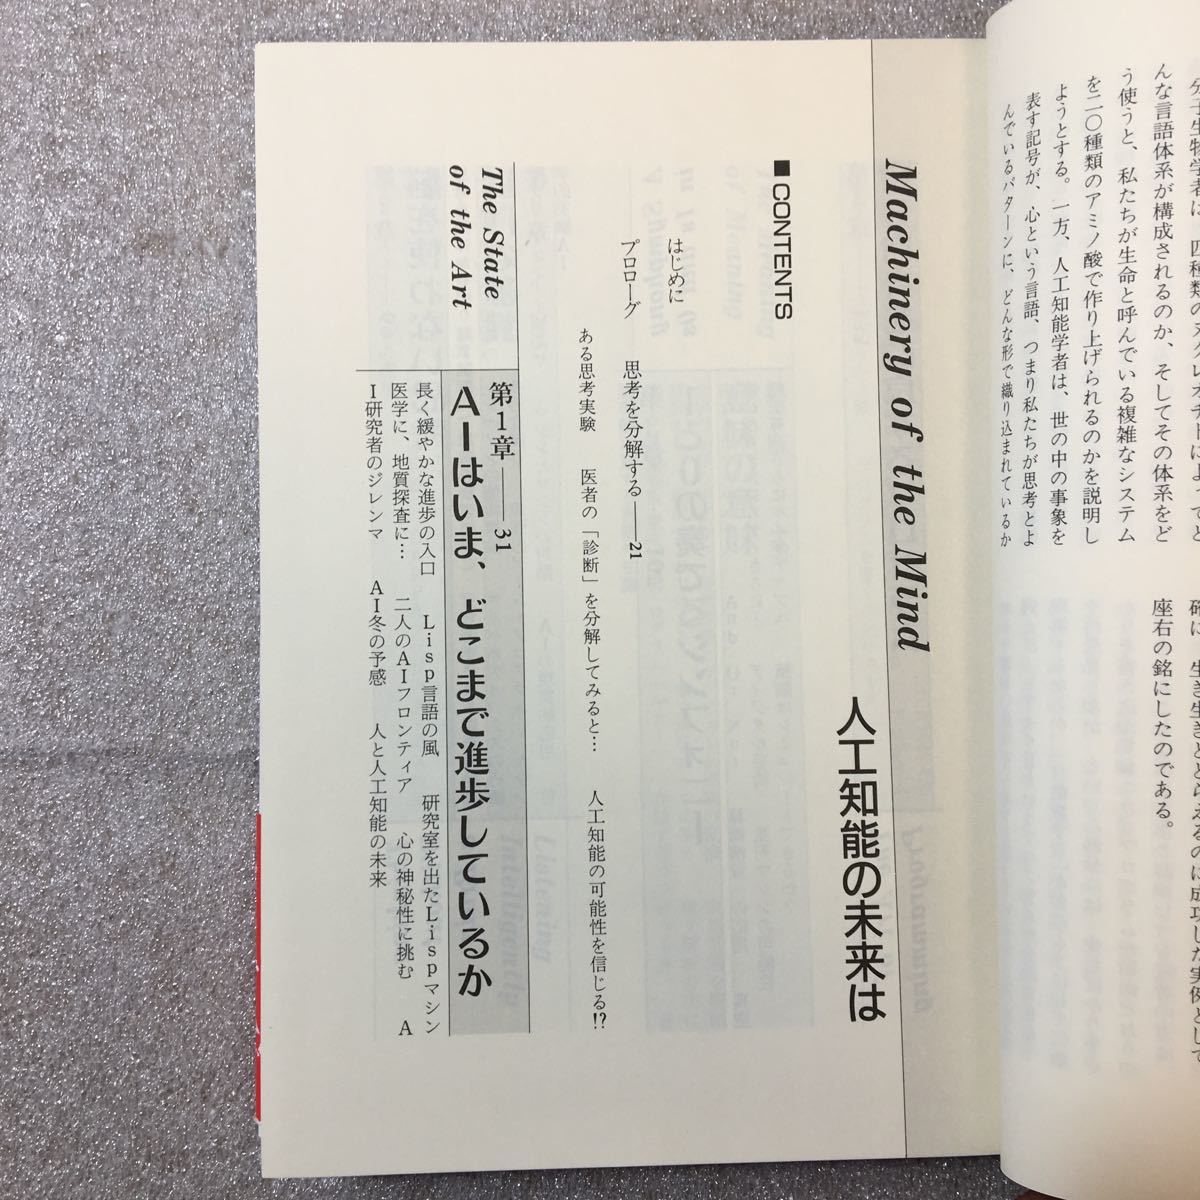 んな言語体系が構成されるのか、そしてその体系をど
う使うと、私たちが生命と呼んでいる複雑なシステム
を二〇種類のアミノ酸で作り上げられるのかを説明し
ようとする。一方、人工知能学者は、世の中の事象を
表す記号が、心という言語、つまり私たちが思考とよ
んでいるパターンに、どんな形で織り込まれているか
座右の銘にしたのである。
Machinery of the Mind
人工知能の未来は
■CONTENTS
はじめに
プロローグ　思考を分解する——21
ある思考実験　医者の「診断」を分解してみると…　人工知能の可能性を信じる!?
The State
of the Art
第1章——31
AIはいま、どこまで進歩しているか
長く緩やかな進歩の入口　Lisp言語の風　研究室を出たLispマシン
医学に、地質探査に…　二人のAIフロンティア　心の神秘性に挑む　A
I研究者のジレンマ　AI冬の予感　人と人工知能の未来